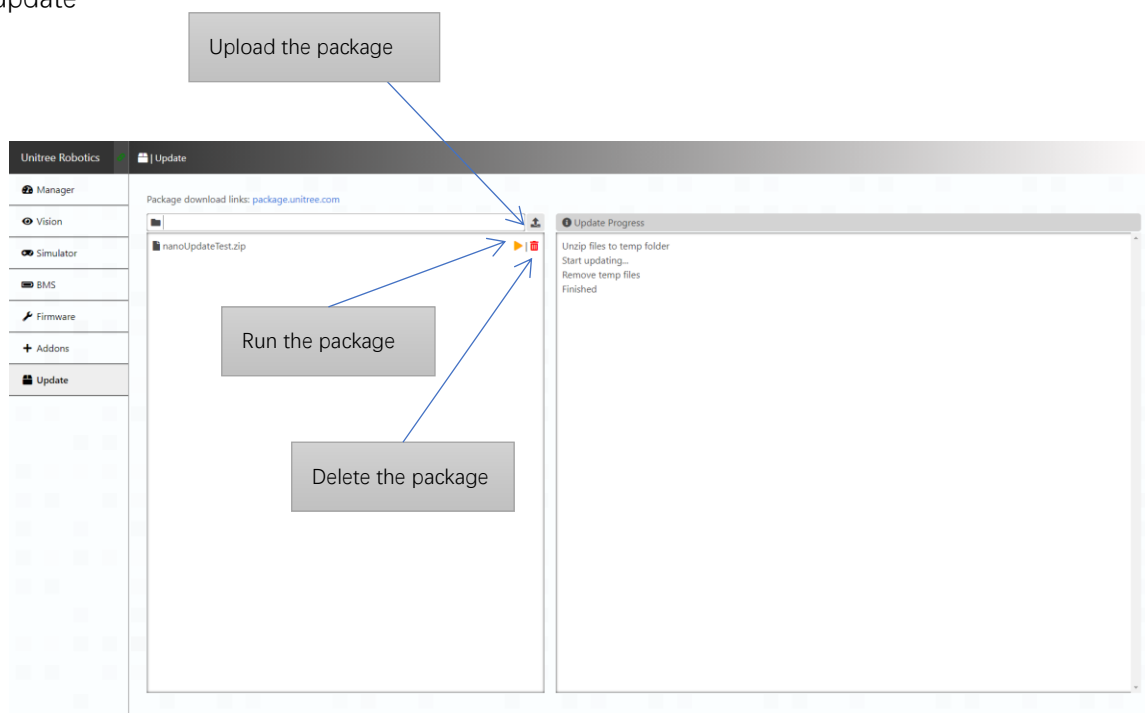 update
Upload the package
Unitree Robotics
| Update
Manager
Package download links: package.unitree.com
Vision
Update Progress
Simulator
nanoUpdateTest.zip
|
Unzip files to temp folder
Start updating...
Remove temp files
Finished
BMS
Firmware
Run the package
Addons
Update
Delete the package